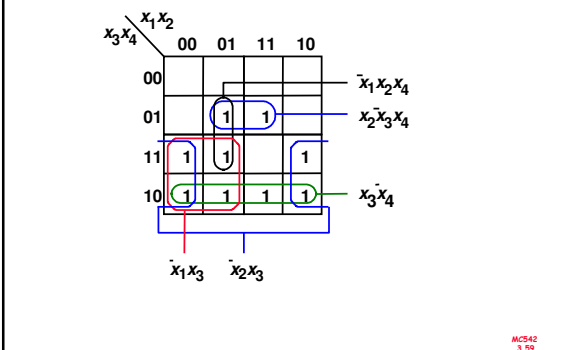 x1x2
x3x4
00 01 11 10
00
x̄1x2x4
01 1 1 x2x̄3x4
11 1 1 1
10 1 1 1 1 x3x̄4
x̄1x3 x̄2x3
MC542
3.59